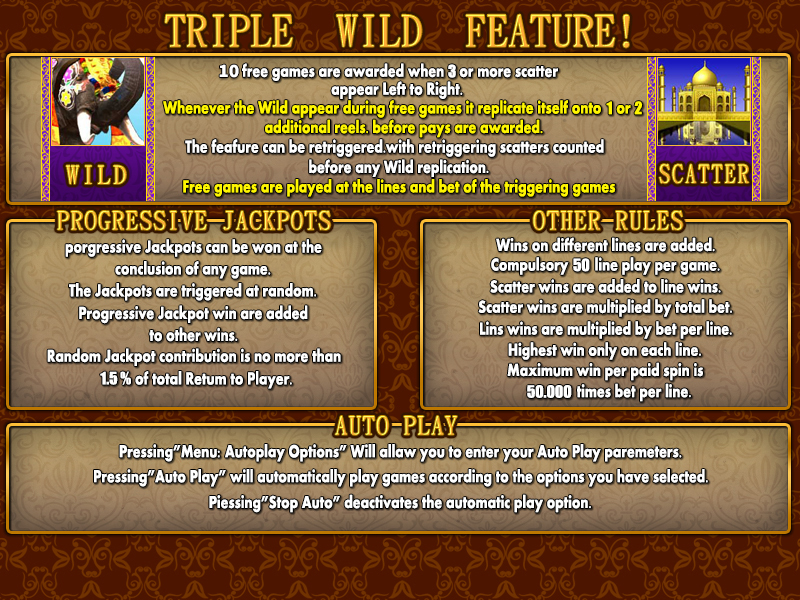 TRIPLE WILD FEATURE!
10 free games are awarded when 3 or more scatter
appear Left to Right.
Whenever the Wild appear during free games it replicate itself onto 1 or 2
additional reels. before pays are awarded.
The feafure can be retriggered.with retriggering scatters counted
before any Wild replication.
Free games are played at the lines and bet of the triggering games
WILD
SCATTER
PROGRESSIVE JACKPOTS
porgressive Jackpots can be won at the
conclusion of any game.
The Jackpots are triggered at random.
Progressive Jackpot win are added
to other wins.
Random Jackpot contribution is no more than
1.5% of total Return to Player.
OTHER RULES
Wins on different lines are added.
Compulsory 50 line play per game.
Scatter wins are added to line wins.
Scatter wins are multiplied by total bet.
Lins wins are multiplied by bet per line.
Highest win only on each line.
Maximum win per paid spin is
50.000 times bet per line.
AUTO-PLAY
Pressing"Menu: Autoplay Options" Will allaw you to enter your Auto Play paremeters.
Pressing"Auto Play" will automatically play games according to the options you have selected.
Piessing"Stop Auto" deactivates the automatic play option.